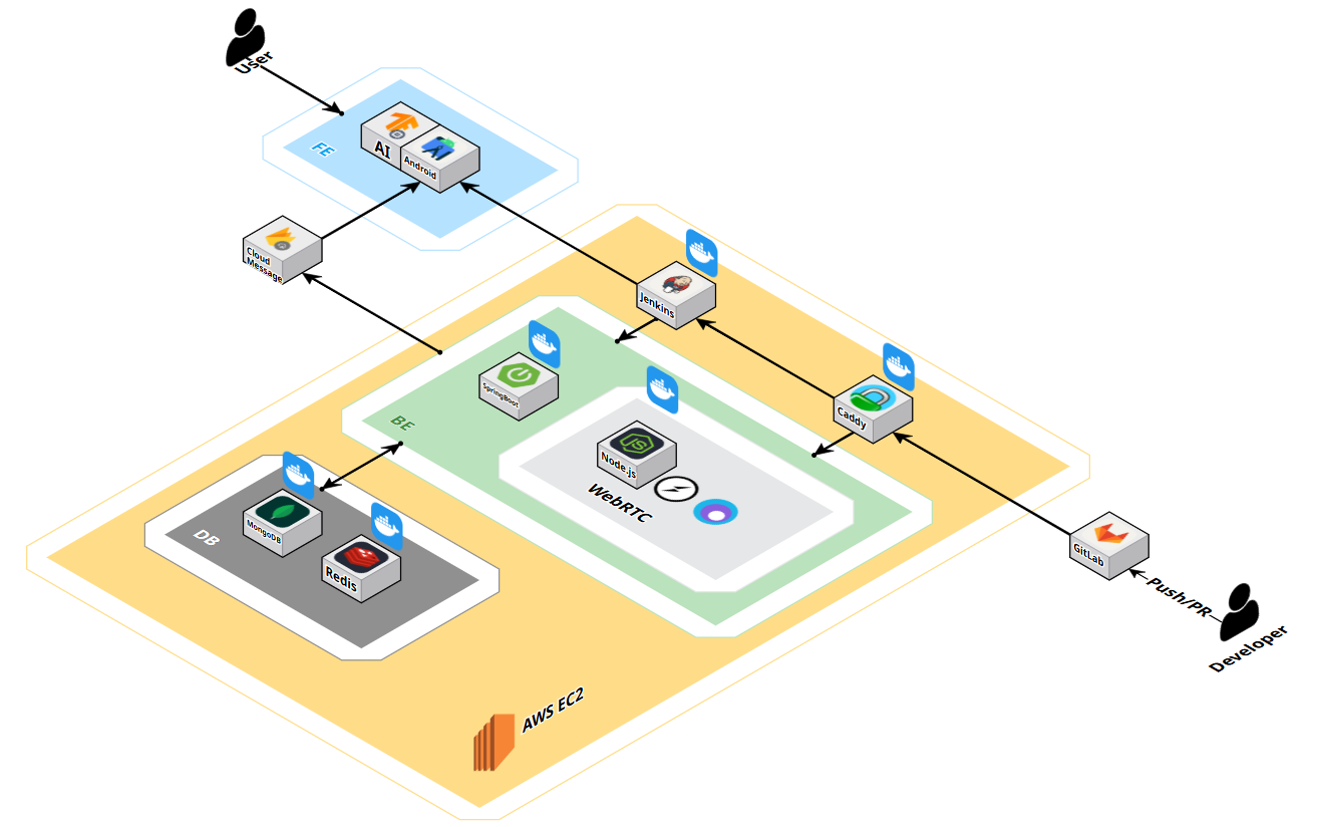 User
FE
AI
Android
Cloud
Message
Jenkins
SpringBoot
Caddy
BE
Node.js
JS
WebRTC
MongoDB
DB
Redis
GitLab
Push/PR
Developer
AWS EC2